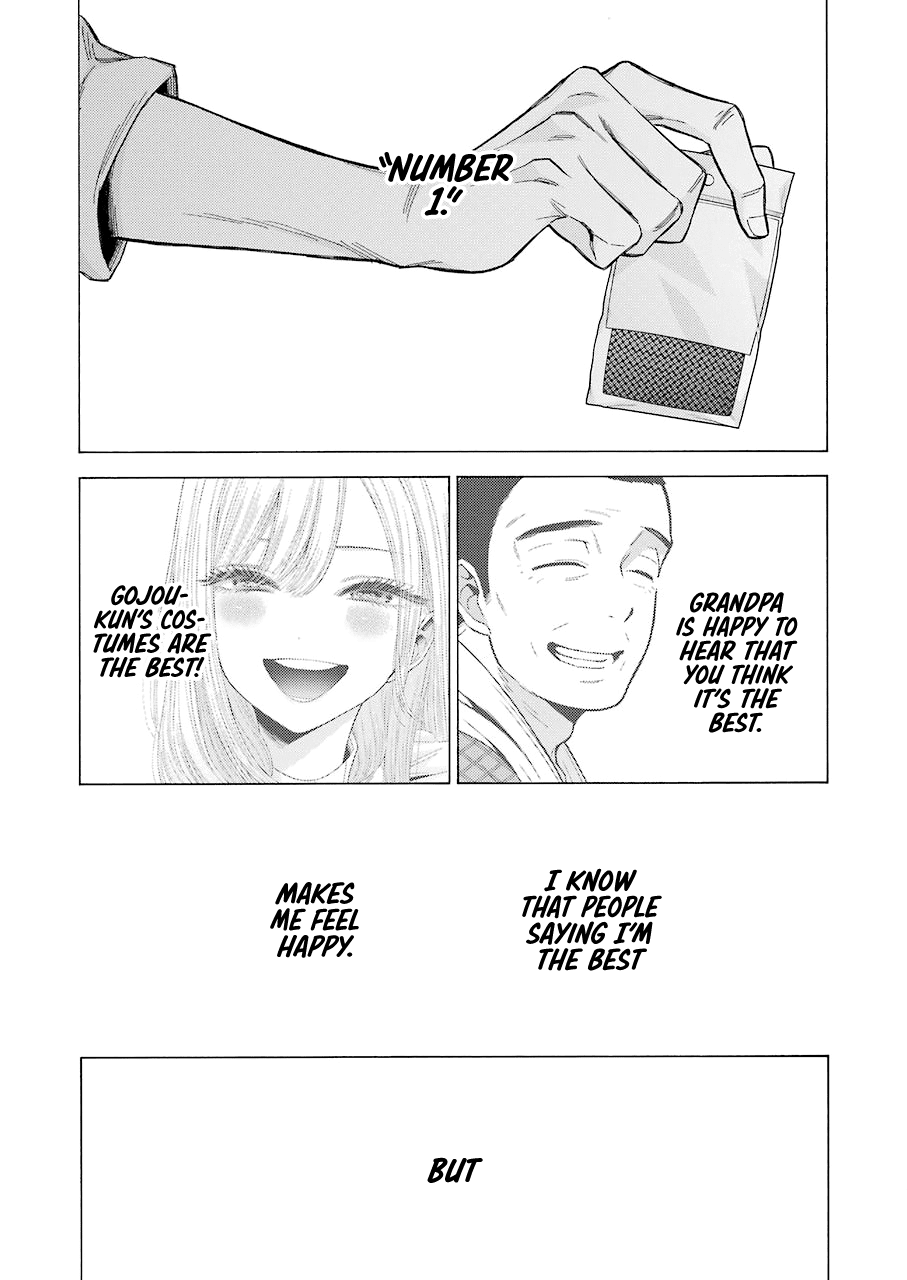 "NUMBER
1."
GRANDPA
IS HAPPY TO
HEAR THAT
YOU THINK
IT'S THE
BEST.
GOJOU-
KUN'S COS-
TUMES ARE
THE BEST!
I KNOW
THAT PEOPLE
SAYING I'M
THE BEST
MAKES
ME FEEL
HAPPY.
BUT